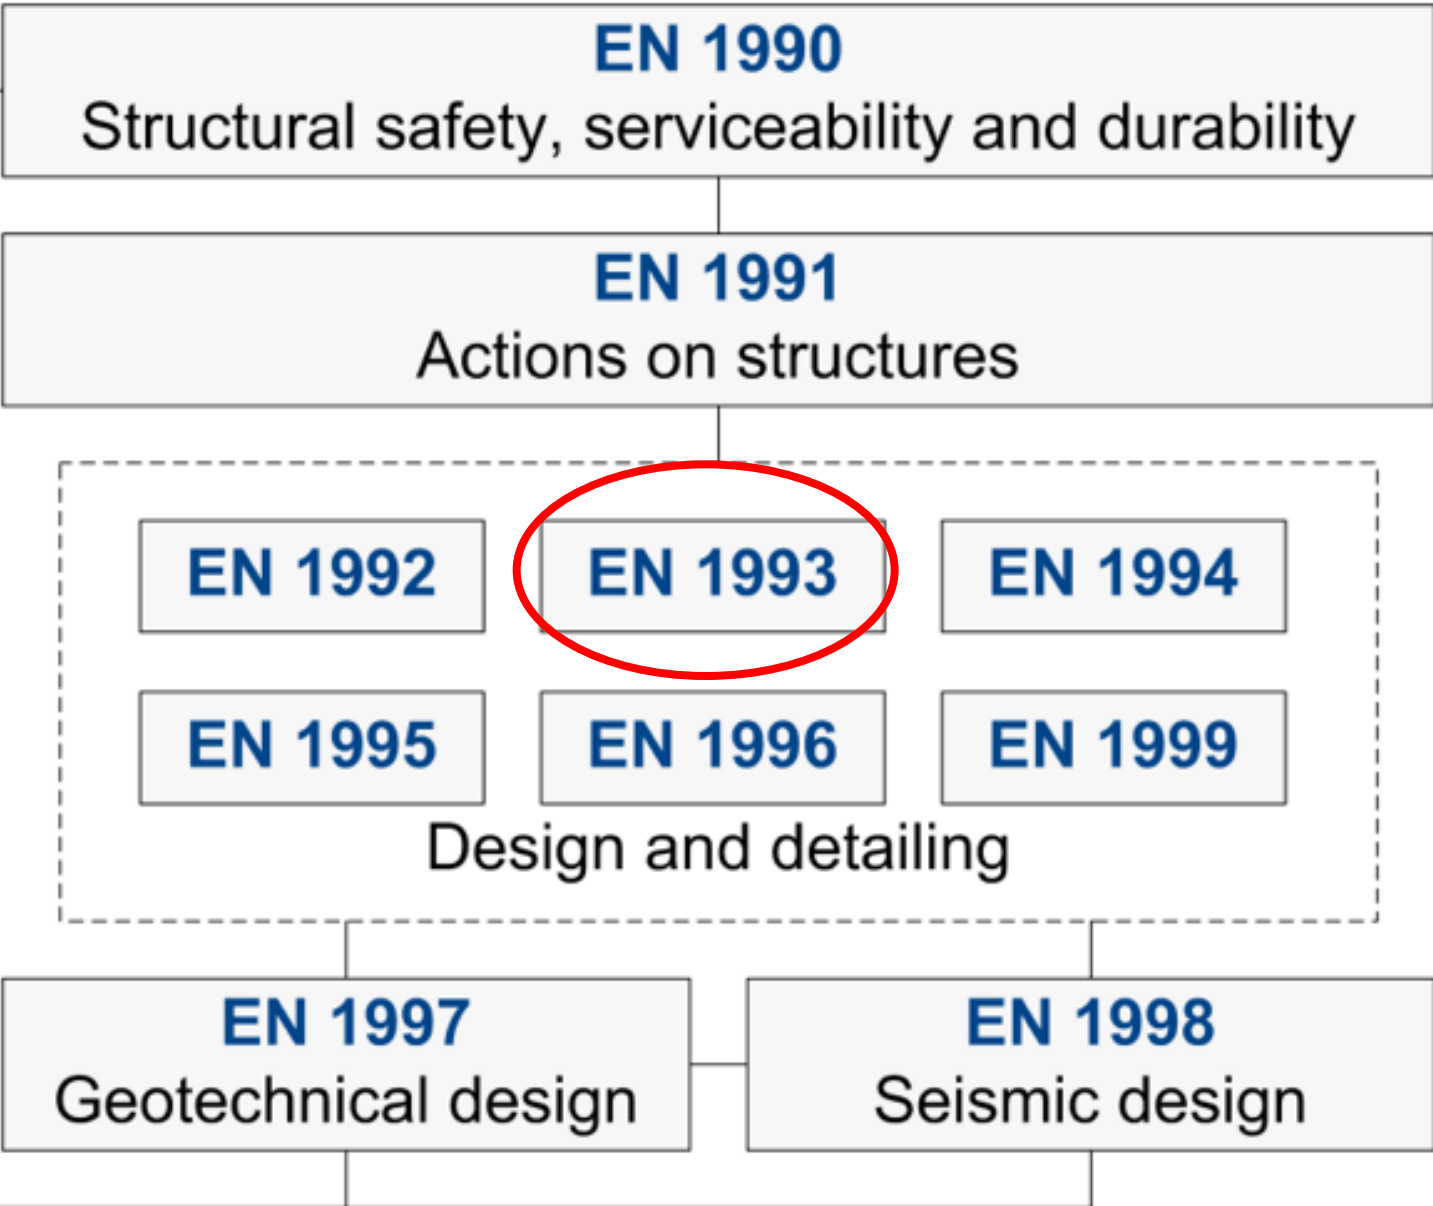 EN 1990
Structural safety, serviceability and durability
EN 1991
Actions on structures
EN 1992
EN 1993
EN 1994
EN 1995
EN 1996
EN 1999
Design and detailing
EN 1997
Geotechnical design
EN 1998
Seismic design